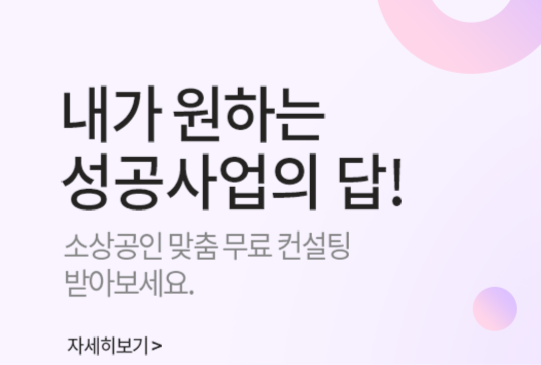 내가 원하는
성공사업의 답!
소상공인 맞춤 무료 컨설팅
받아보세요.
자세히보기 >